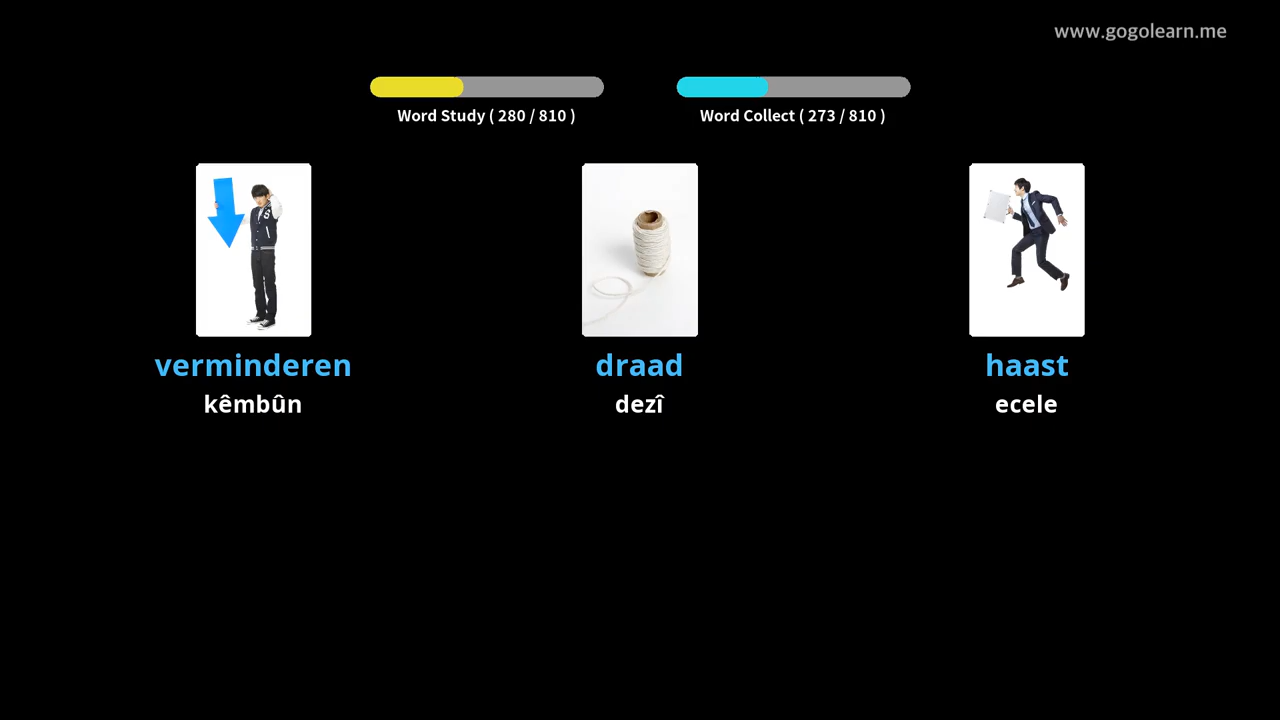 www.gogolearn.me
Word Study ( 280 / 810 )
Word Collect ( 273 / 810 )
verminderen
kêmbûn
draad
dezî
haast
ecele